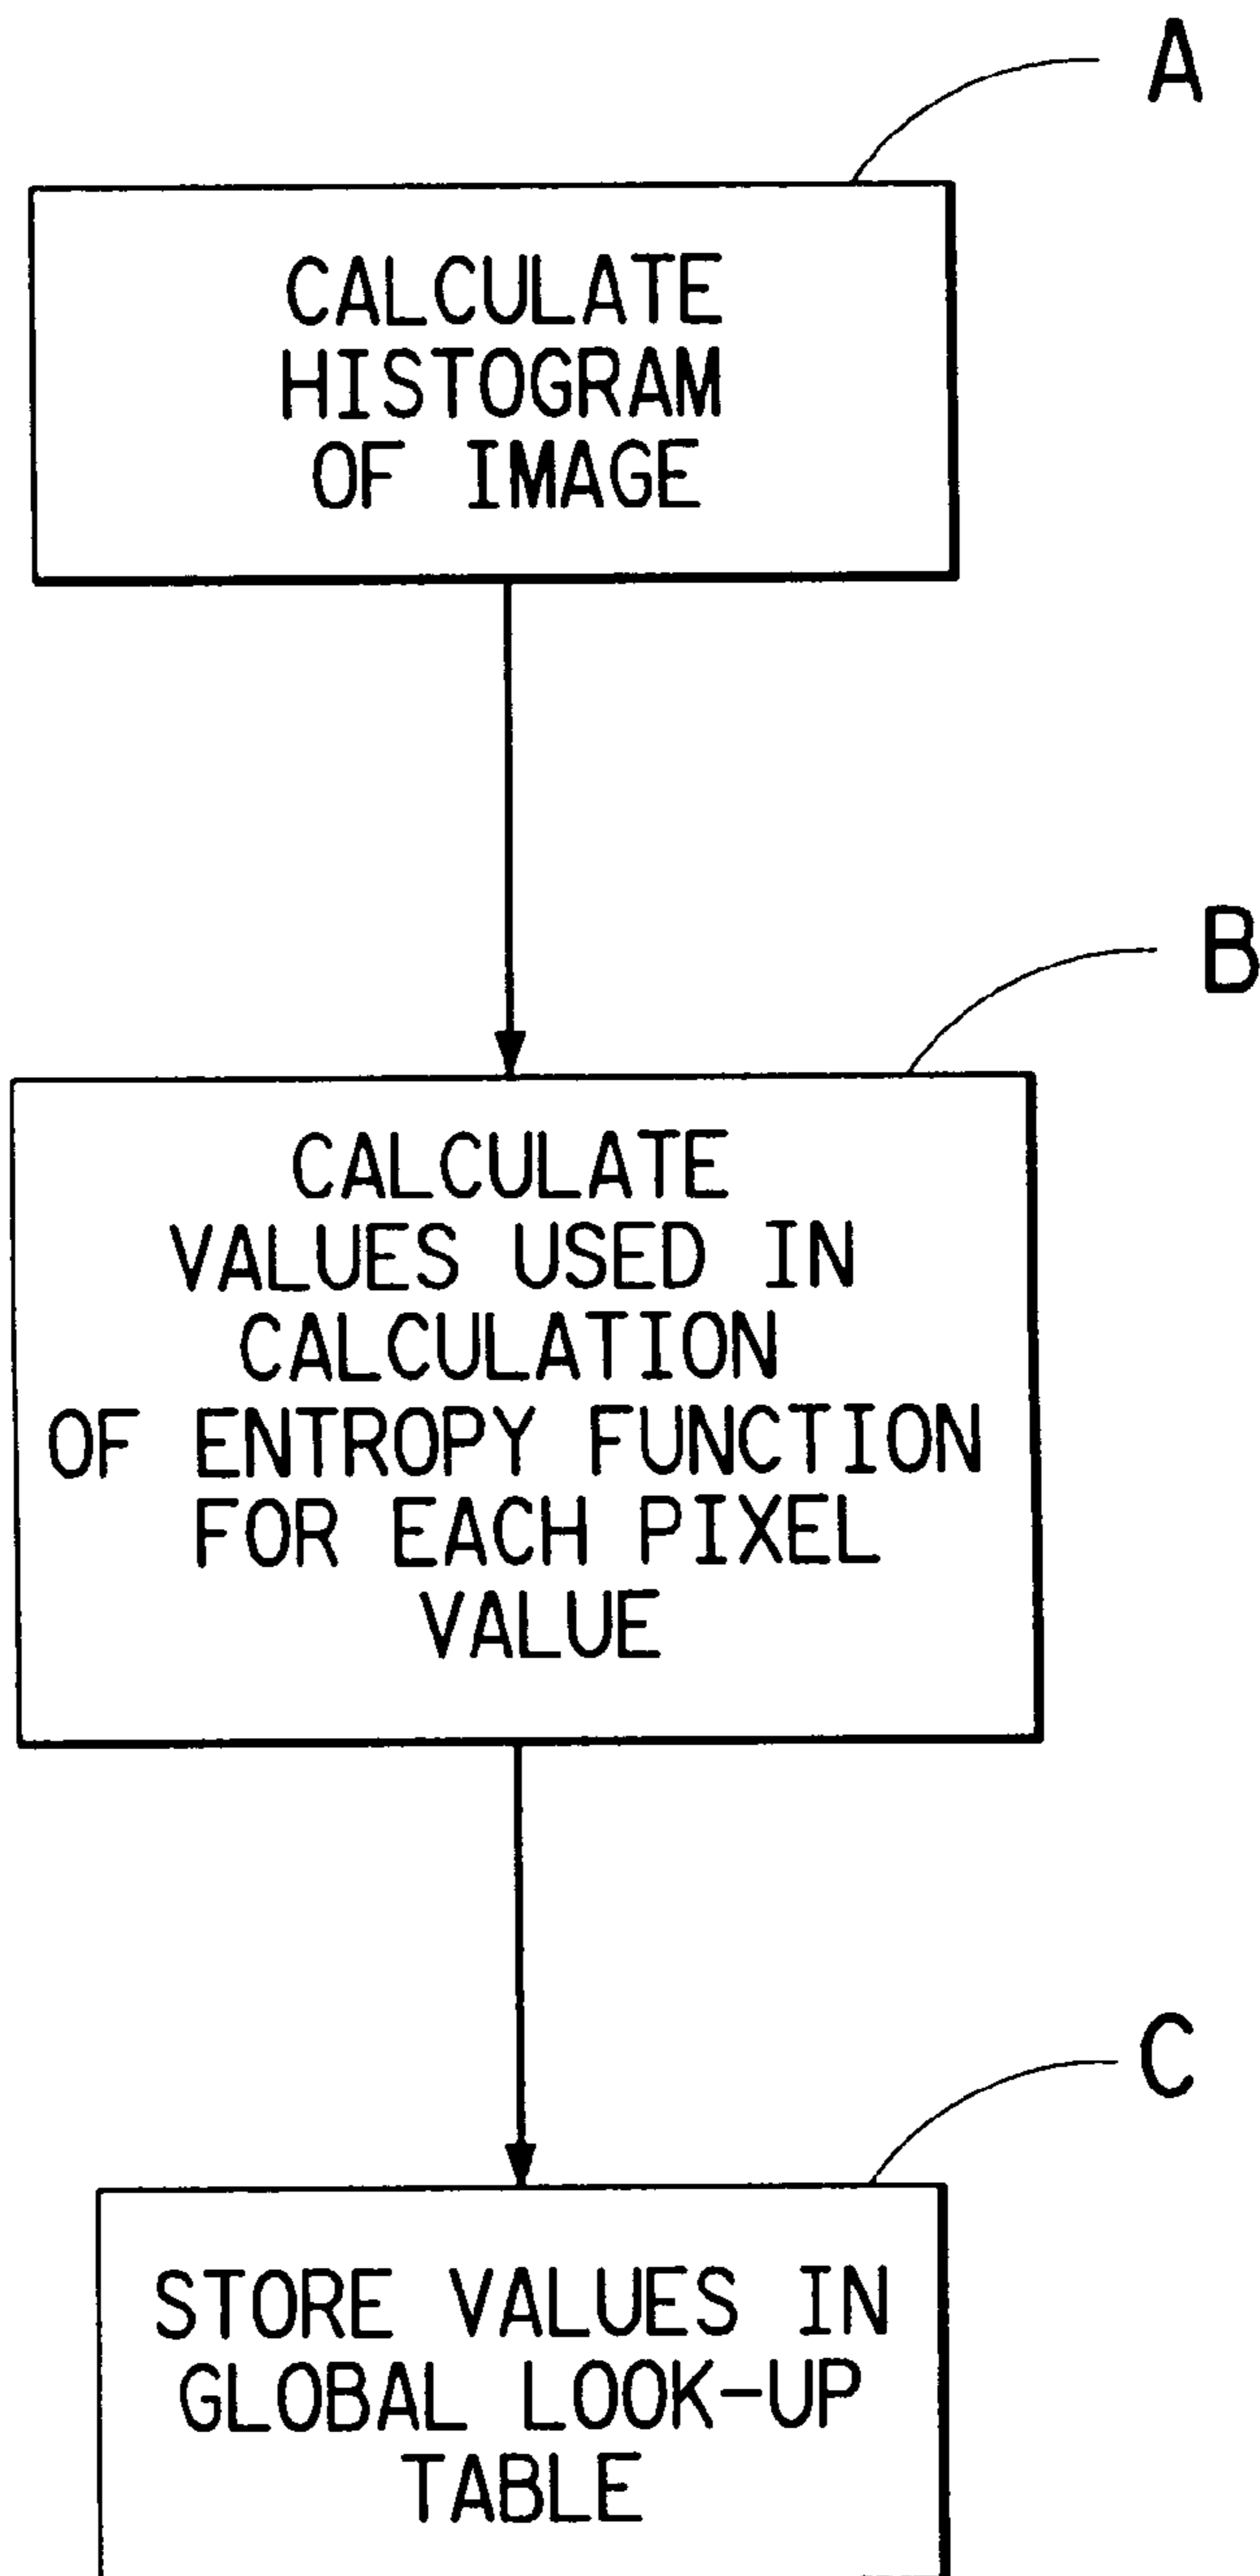 A
CALCULATE
HISTOGRAM
OF IMAGE
B
CALCULATE
VALUES USED IN
CALCULATION
OF ENTROPY FUNCTION
FOR EACH PIXEL
VALUE
C
STORE VALUES IN
GLOBAL LOOK-UP
TABLE